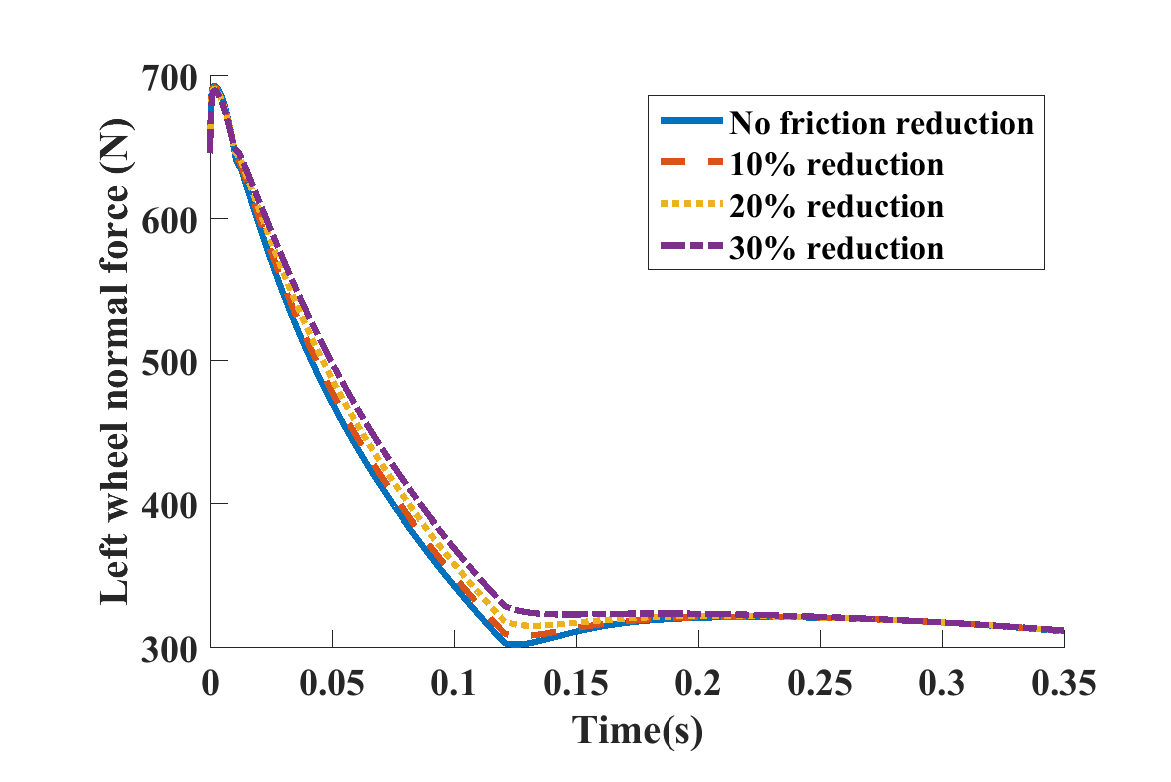 Left wheel normal force (N)
700
600
500
400
300
No friction reduction
10% reduction
20% reduction
30% reduction
0 0.05 0.1 0.15 0.2 0.25 0.3 0.35
Time(s)